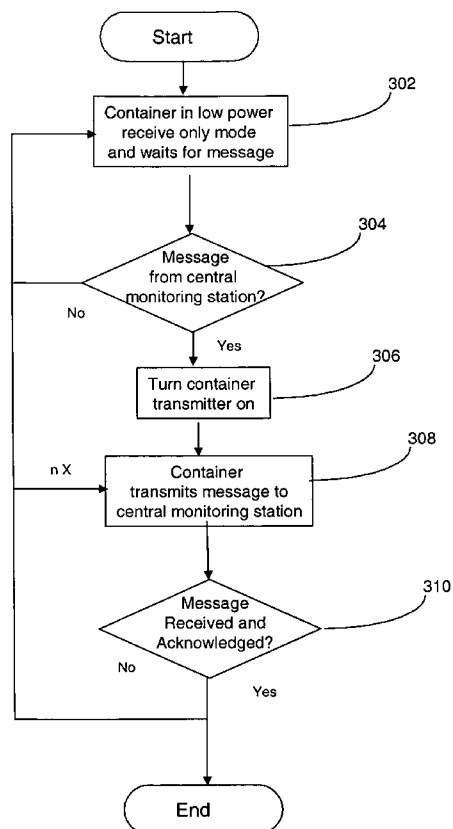 Start
302
Container in low power
receive only mode
and waits for message
304
Message
from central
monitoring station?
No
Yes
306
Turn container
transmitter on
308
n X
Container
transmits message to
central monitoring station
310
Message
Received and
Acknowledged?
No
Yes
End